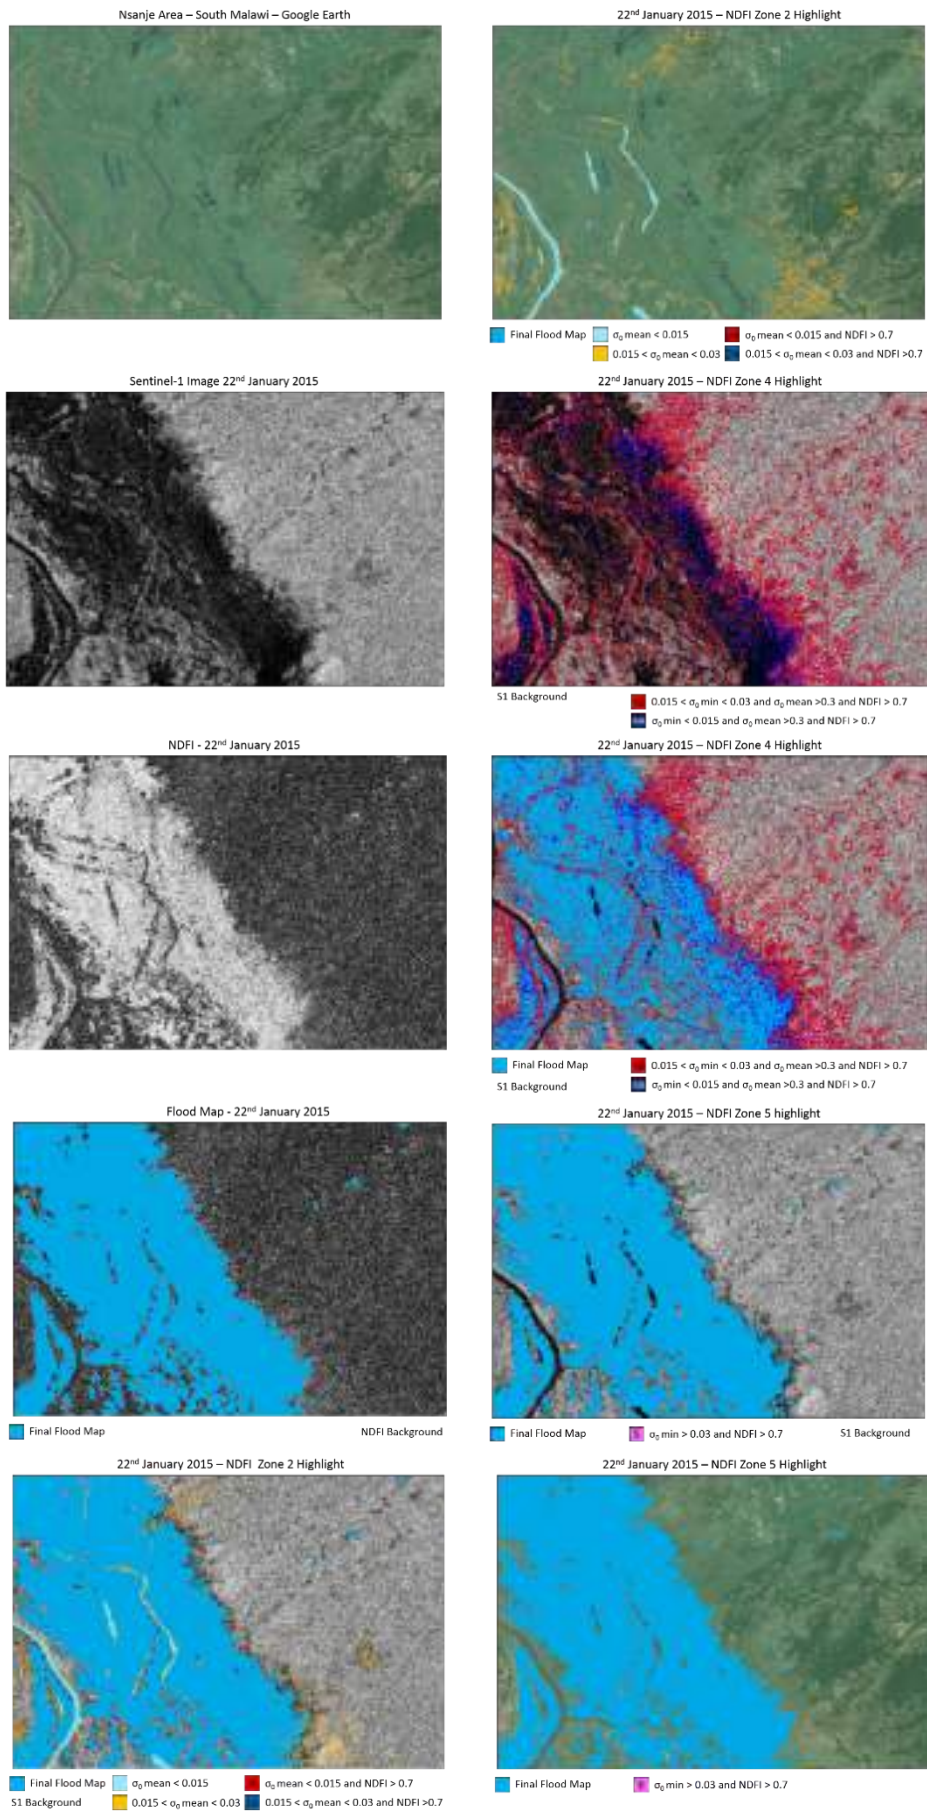 Nsanje Area – South Malawi – Google Earth
22nd January 2015 – NDFI Zone 2 Highlight
Final Flood Map
σ0 mean < 0.015
σ0 mean < 0.015 and NDFI > 0.7
0.015 < σ0 mean < 0.03
0.015 < σ0 mean < 0.03 and NDFI >0.7
Sentinel-1 Image 22nd January 2015
22nd January 2015 – NDFI Zone 4 Highlight
S1 Background
0.015 < σ0 min < 0.03 and σ0 mean >0.3 and NDFI > 0.7
σ0 min < 0.015 and σ0 mean >0.3 and NDFI > 0.7
NDFI - 22nd January 2015
22nd January 2015 – NDFI Zone 4 Highlight
Final Flood Map
0.015 < σ0 min < 0.03 and σ0 mean >0.3 and NDFI > 0.7
S1 Background
σ0 min < 0.015 and σ0 mean >0.3 and NDFI > 0.7
Flood Map - 22nd January 2015
22nd January 2015 – NDFI Zone 5 highlight
Final Flood Map
NDFI Background
Final Flood Map
σ0 min > 0.03 and NDFI > 0.7
S1 Background
22nd January 2015 – NDFI Zone 2 Highlight
22nd January 2015 – NDFI Zone 5 Highlight
Final Flood Map
σ0 mean < 0.015
σ0 mean < 0.015 and NDFI > 0.7
S1 Background
0.015 < σ0 mean < 0.03
0.015 < σ0 mean < 0.03 and NDFI >0.7
Final Flood Map
σ0 min > 0.03 and NDFI > 0.7